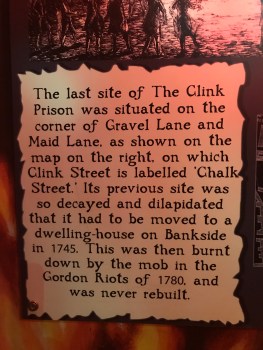 The last site of The Clink
Prison was situated on the
corner of Gravel Lane and
Maid Lane, as shown on the
map on the right, on which
Clink Street is labelled 'Chalk
Street.' Its previous site was
so decayed and dilapidated
that it had to be moved to a
dwelling-house on Bankside
in 1745. This was then burnt
down by the mob in the
Gordon Riots of 1780, and
was never rebuilt.